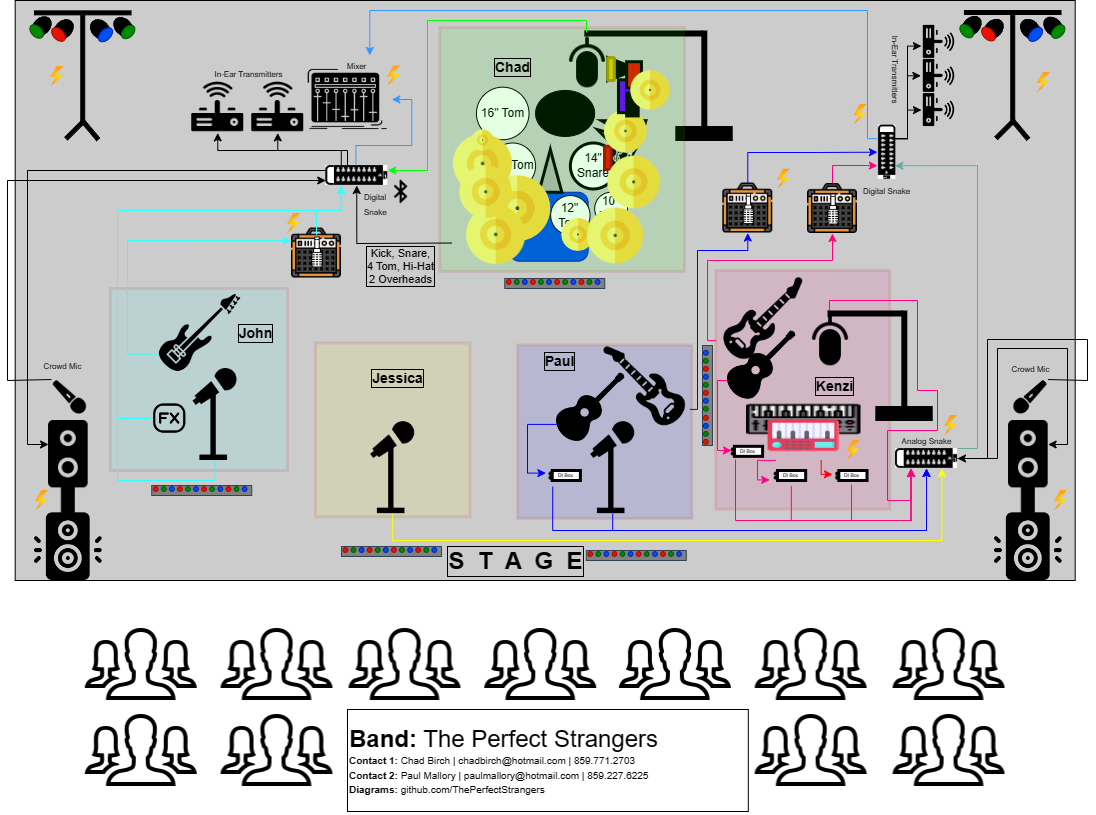 Chad
In-Ear Transmitters
Mixer
In-Ear Transmitters
16" Tom
Tom
14"
Snare
12"
10
Digital
Snake
Digital Snake
Kick, Snare,
4 Tom, Hi-Hat
2 Overheads
John
FX
Jessica
Paul
Kenzi
Crowd Mic
Crowd Mic
Analog Snake
DI Box
DI Box
DI Box
DI Box
S T A G E
Band: The Perfect Strangers
Contact 1: Chad Birch | chadbirch@hotmail.com | 859.771.2703
Contact 2: Paul Mallory | paulmallory@hotmail.com | 859.227.6225
Diagrams: github.com/ThePerfectStrangers